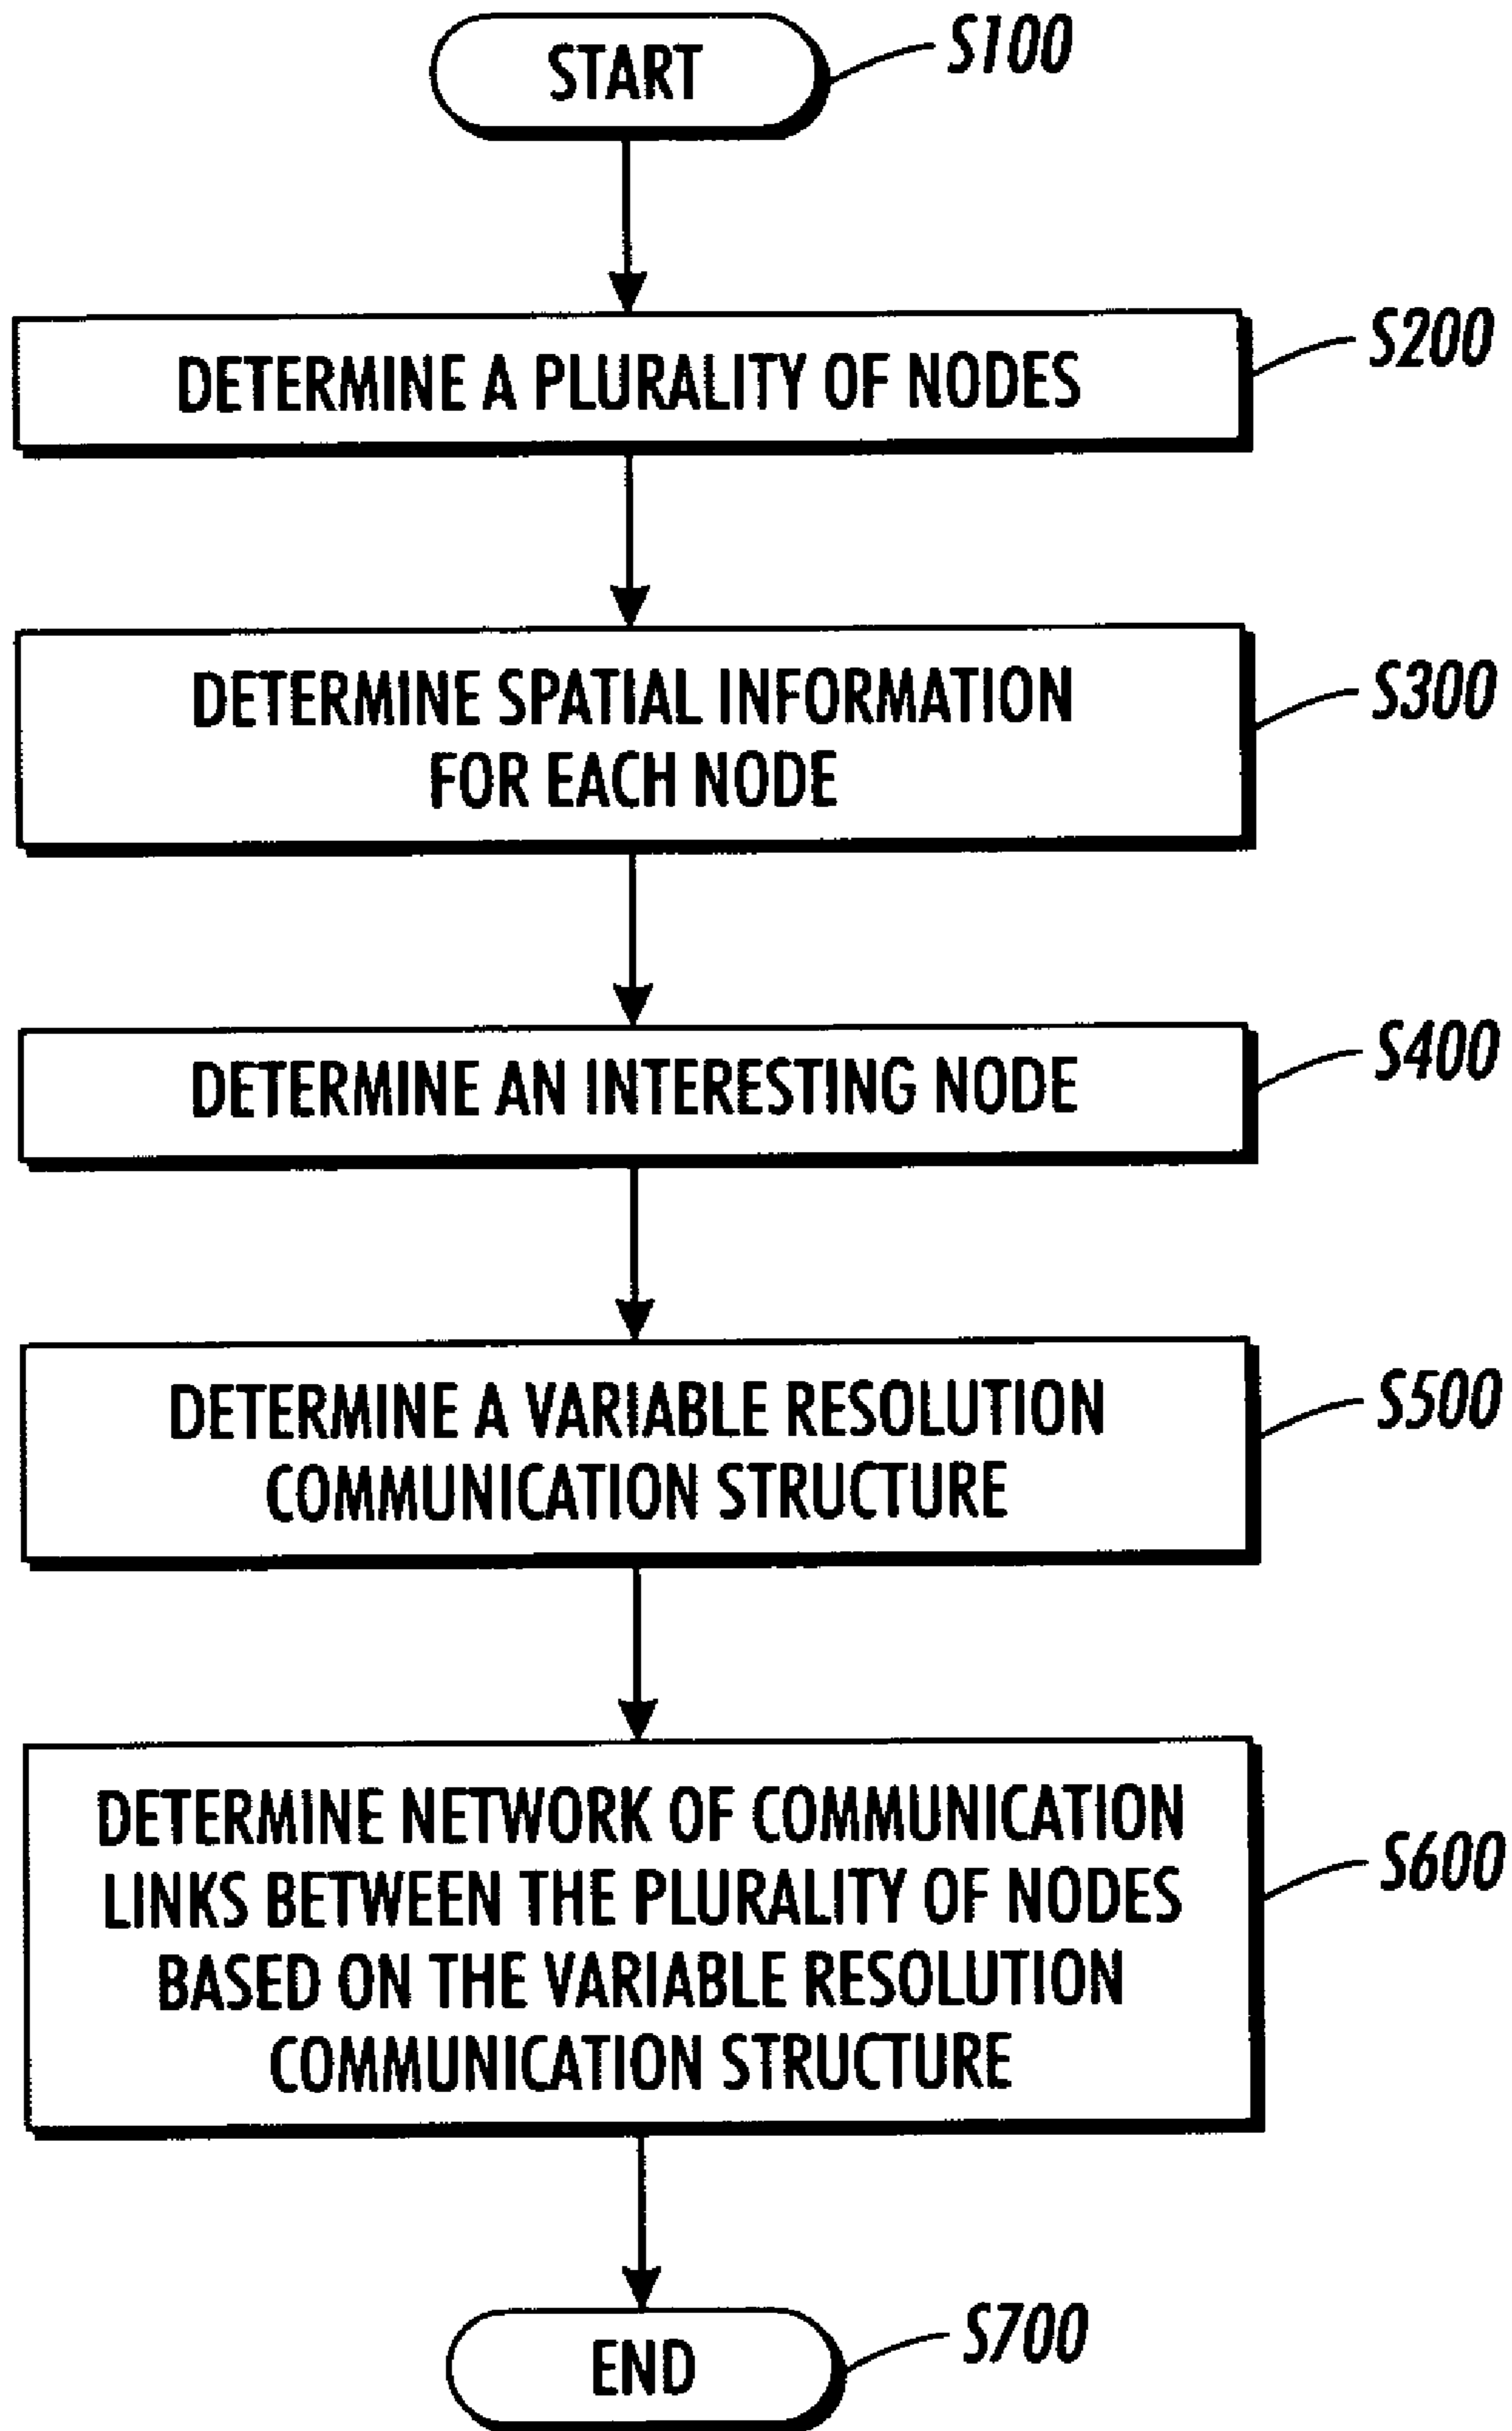 START
S100
DETERMINE A PLURALITY OF NODES
S200
DETERMINE SPATIAL INFORMATION
FOR EACH NODE
S300
DETERMINE AN INTERESTING NODE
S400
DETERMINE A VARIABLE RESOLUTION
COMMUNICATION STRUCTURE
S500
DETERMINE NETWORK OF COMMUNICATION
LINKS BETWEEN THE PLURALITY OF NODES
BASED ON THE VARIABLE RESOLUTION
COMMUNICATION STRUCTURE
S600
END
S700